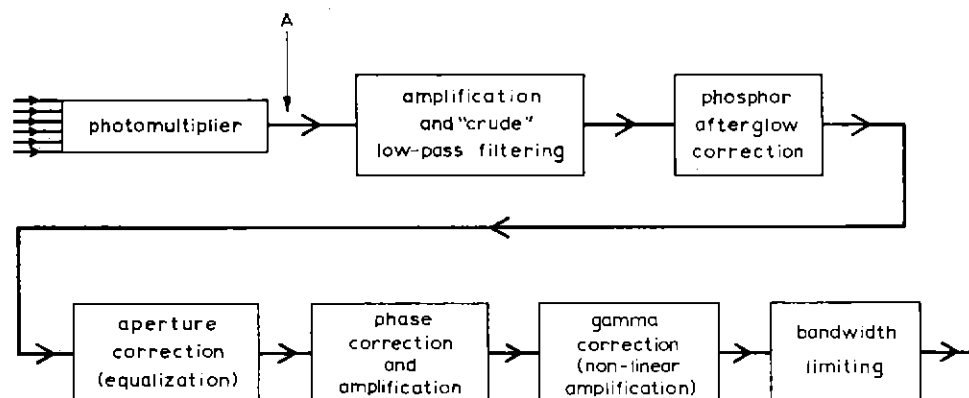 A
photomultiplier
amplification
and "crude"
low-pass filtering
phosphor
afterglow
correction
aperture
correction
(equalization)
phase
correction
and
amplification
gamma
correction
(non-linear
amplification)
bandwidth
limiting